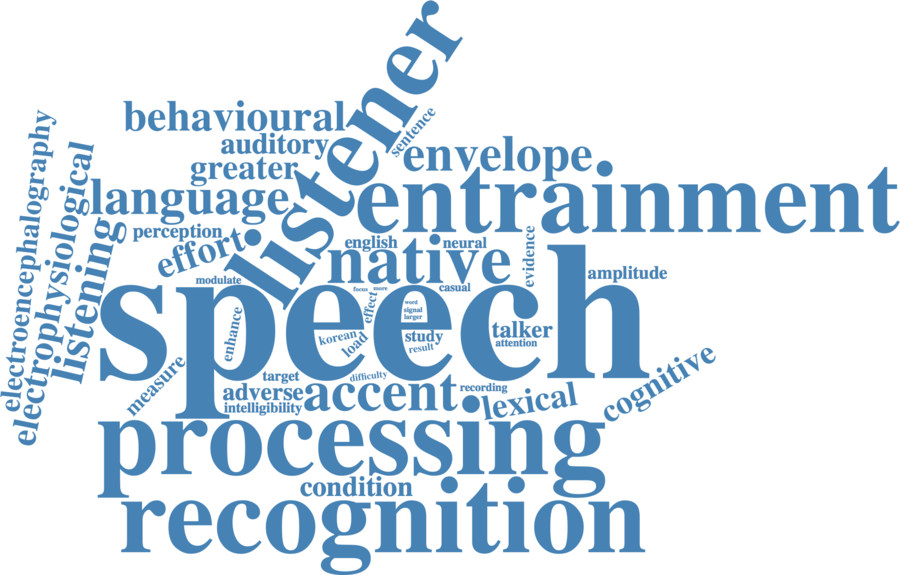 listener
behavioural
sentence
auditory
envelope
greater
electroencephalography
electrophysiological
language
entrainment
listening
perception
effort
english
neural
evidence
native
modulate
amplitude
speech
focus
more
casual
effect
word
signal
larger
enhance
korean
load
study
result
talker
attention
measure
target
difficulty
cognitive
adverse
accent
recording
lexical
intelligibility
processing
condition
recognition